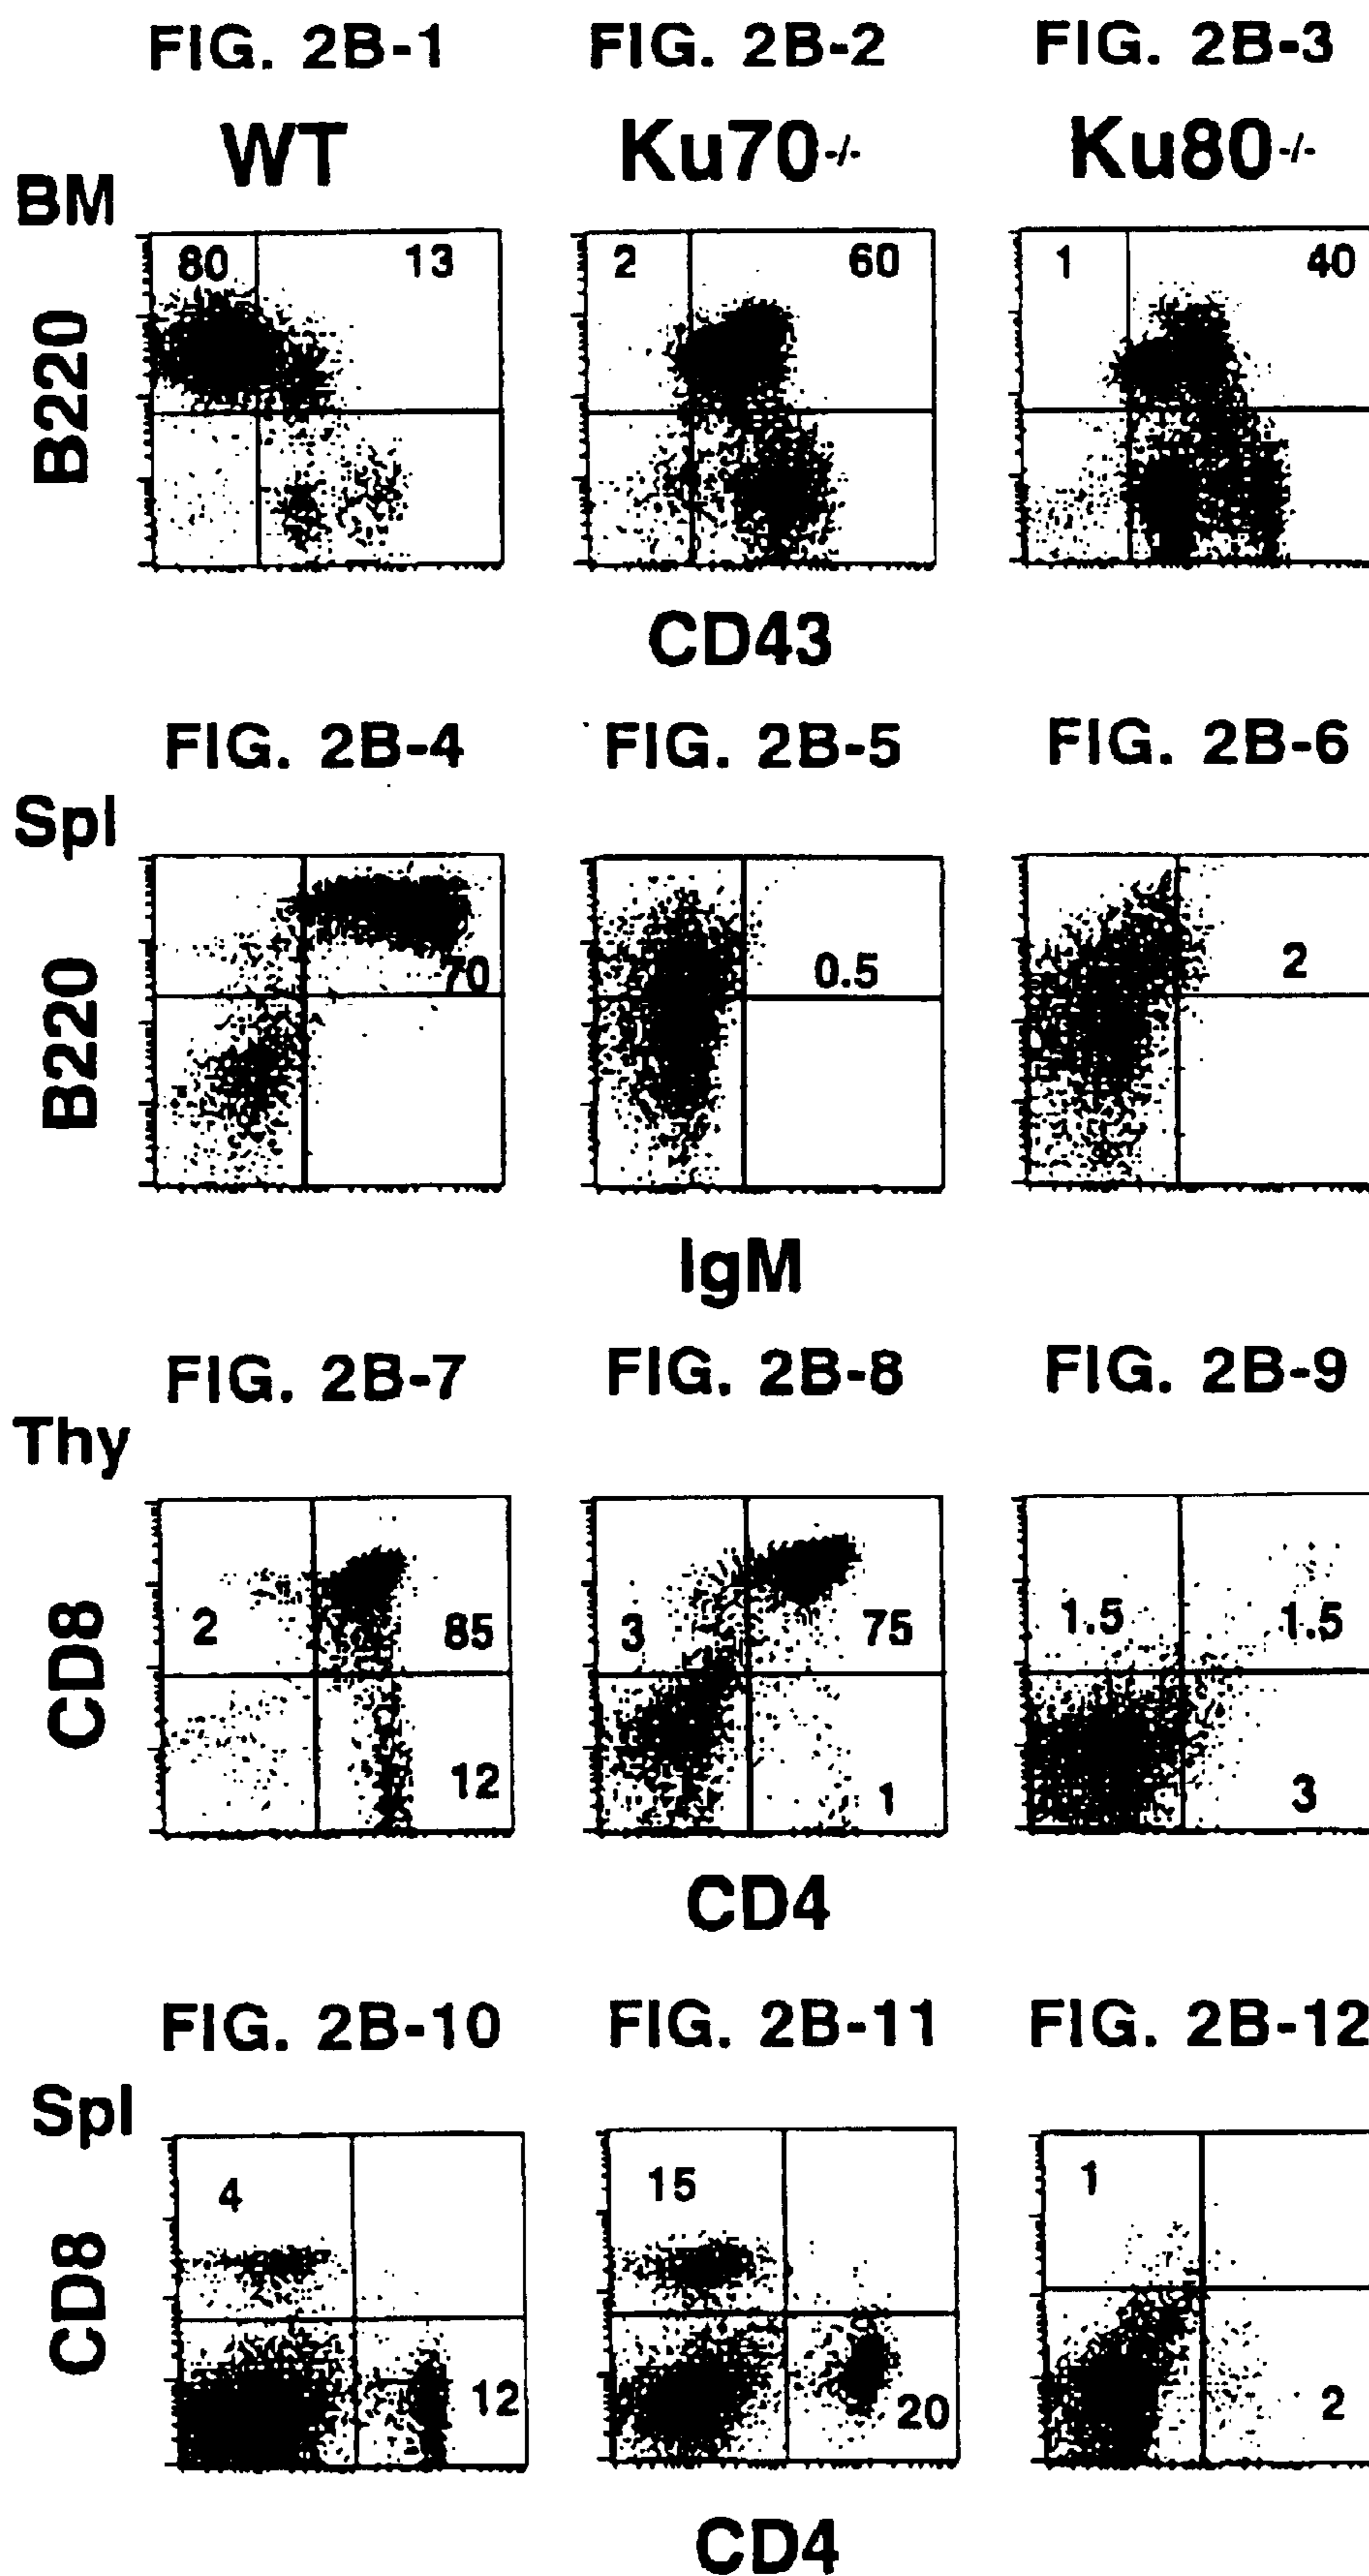 FIG. 2B-1 FIG. 2B-2 FIG. 2B-3
WT Ku70-/- Ku80-/-
BM
80 13 2 60 1 40
B220
CD43
FIG. 2B-4 FIG. 2B-5 FIG. 2B-6
Spl
70 0.5 2
B220
IgM
FIG. 2B-7 FIG. 2B-8 FIG. 2B-9
Thy
2 85 3 75 1.5 1.5
CD8
12 1 3
CD4
FIG. 2B-10 FIG. 2B-11 FIG. 2B-12
Spl
4 15 1
CD8
12 20 2
CD4